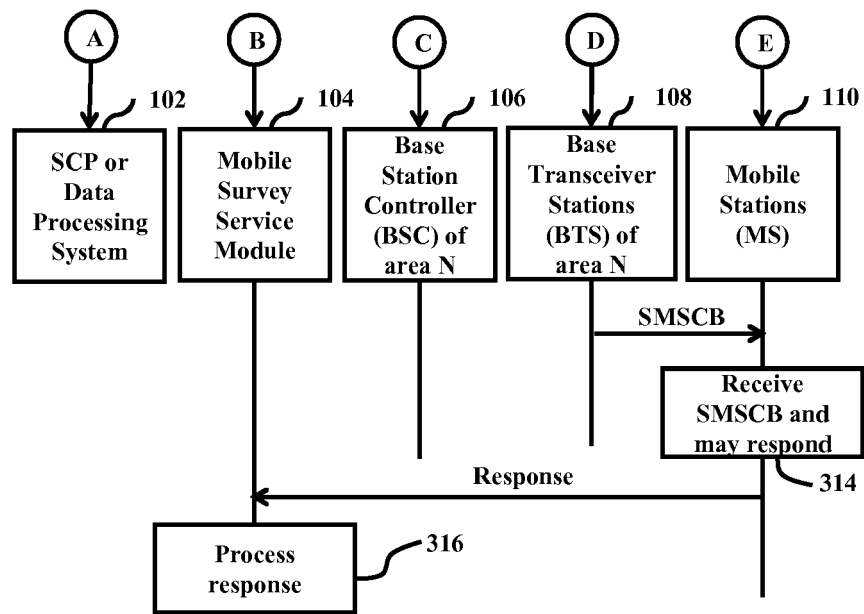 A
B
C
D
E
102
104
106
108
110
SCP or
Data
Processing
System
Mobile
Survey
Service
Module
Base
Station
Controller
(BSC) of
area N
Base
Transceiver
Stations
(BTS) of
area N
Mobile
Stations
(MS)
SMSCB
Receive
SMSCB and
may respond
314
Response
Process
response
316